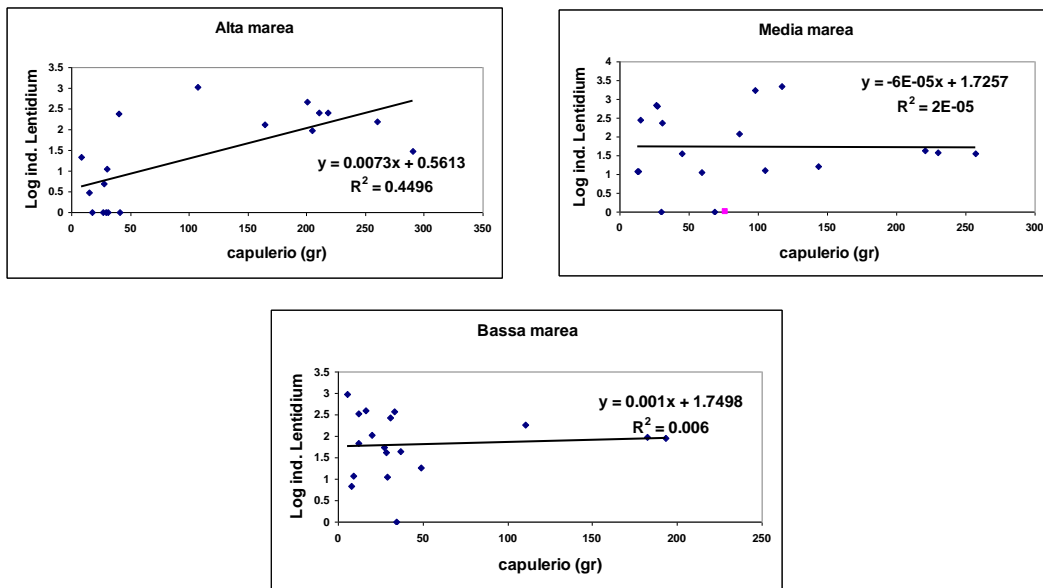 Alta marea
Log ind. Lentidium
3.5
3
2.5
2
1.5
1
0.5
0
y = 0.0073x + 0.5613
R² = 0.4496
0 50 100 150 200 250 300 350
capulerio (gr)
Media marea
Log ind. Lentidium
4
3.5
3
2.5
2
1.5
1
0.5
0
y = -6E-05x + 1.7257
R² = 2E-05
0 50 100 150 200 250 300
capulerio (gr)
Bassa marea
Log ind. Lentidium
3.5
3
2.5
2
1.5
1
0.5
0
y = 0.001x + 1.7498
R² = 0.006
0 50 100 150 200 250
capulerio (gr)